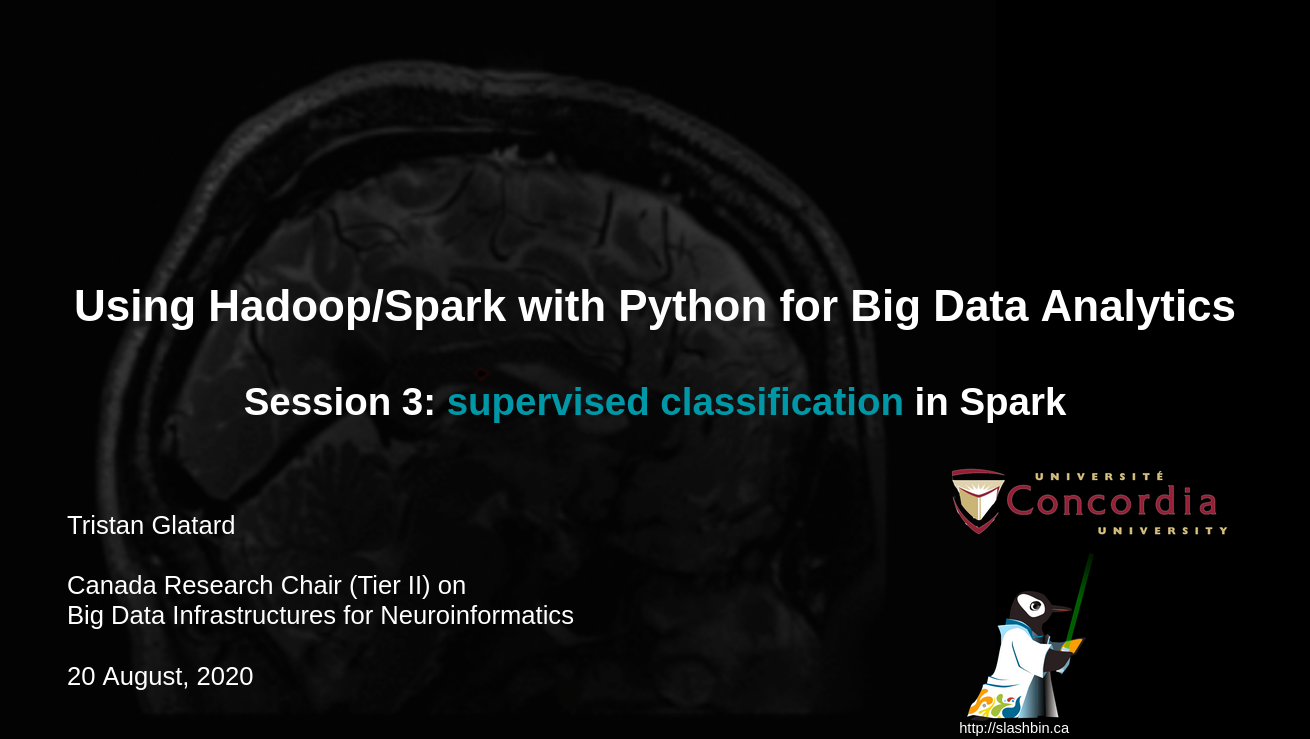 Using Hadoop/Spark with Python for Big Data Analytics
Session 3: supervised classification in Spark
UNIVERSITÉ
Concordia
UNIVERSITY
Tristan Glatard
Canada Research Chair (Tier II) on
Big Data Infrastructures for Neuroinformatics
20 August, 2020
http://slashbin.ca